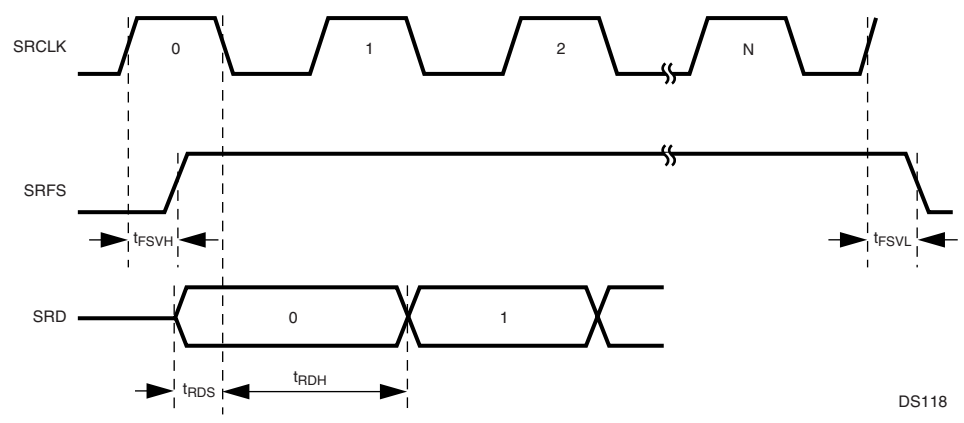 SRCLK 0 1 2 N
SRFS
tFSVH tFSVL
SRD 0 1
tRDS tRDH
DS118